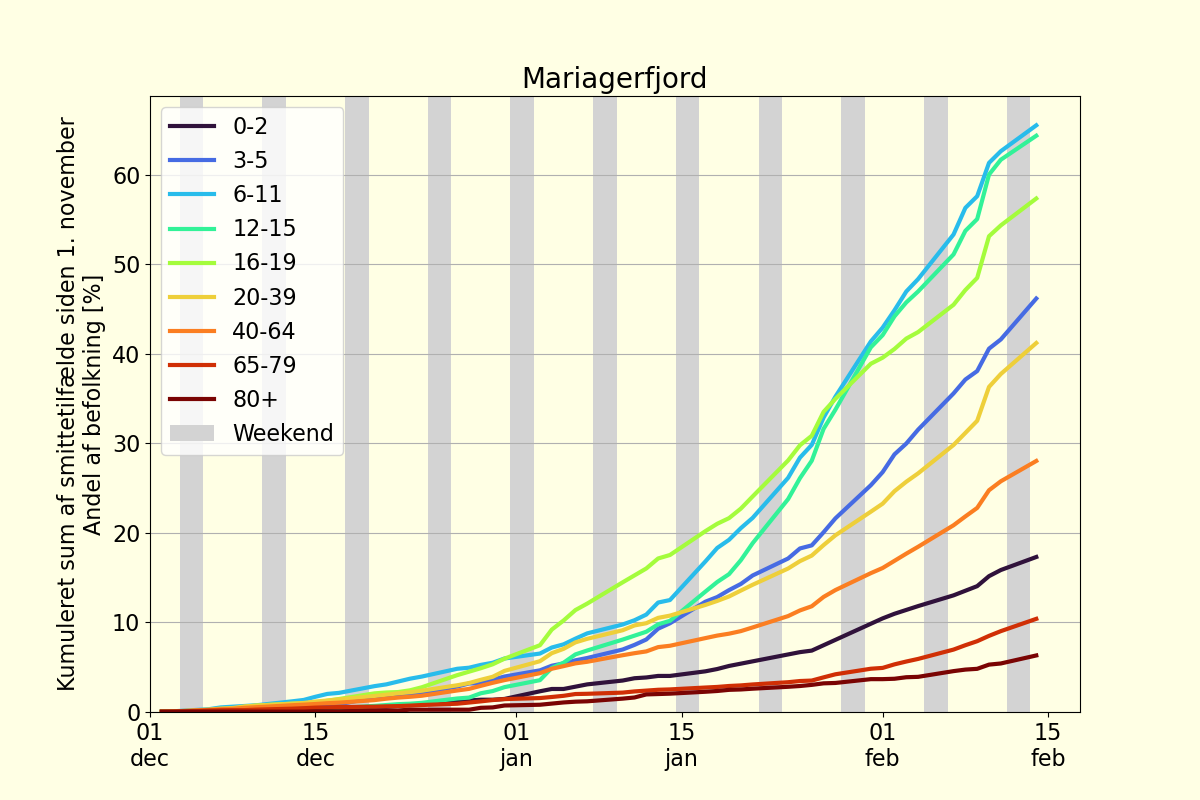 Mariagerfjord
Kumuleret sum af smittetilfælde siden 1. november
Andel af befolkning [%]
60
50
40
30
20
10
0
0-2
3-5
6-11
12-15
16-19
20-39
40-64
65-79
80+
Weekend
01
dec
15
dec
01
jan
15
jan
01
feb
15
feb